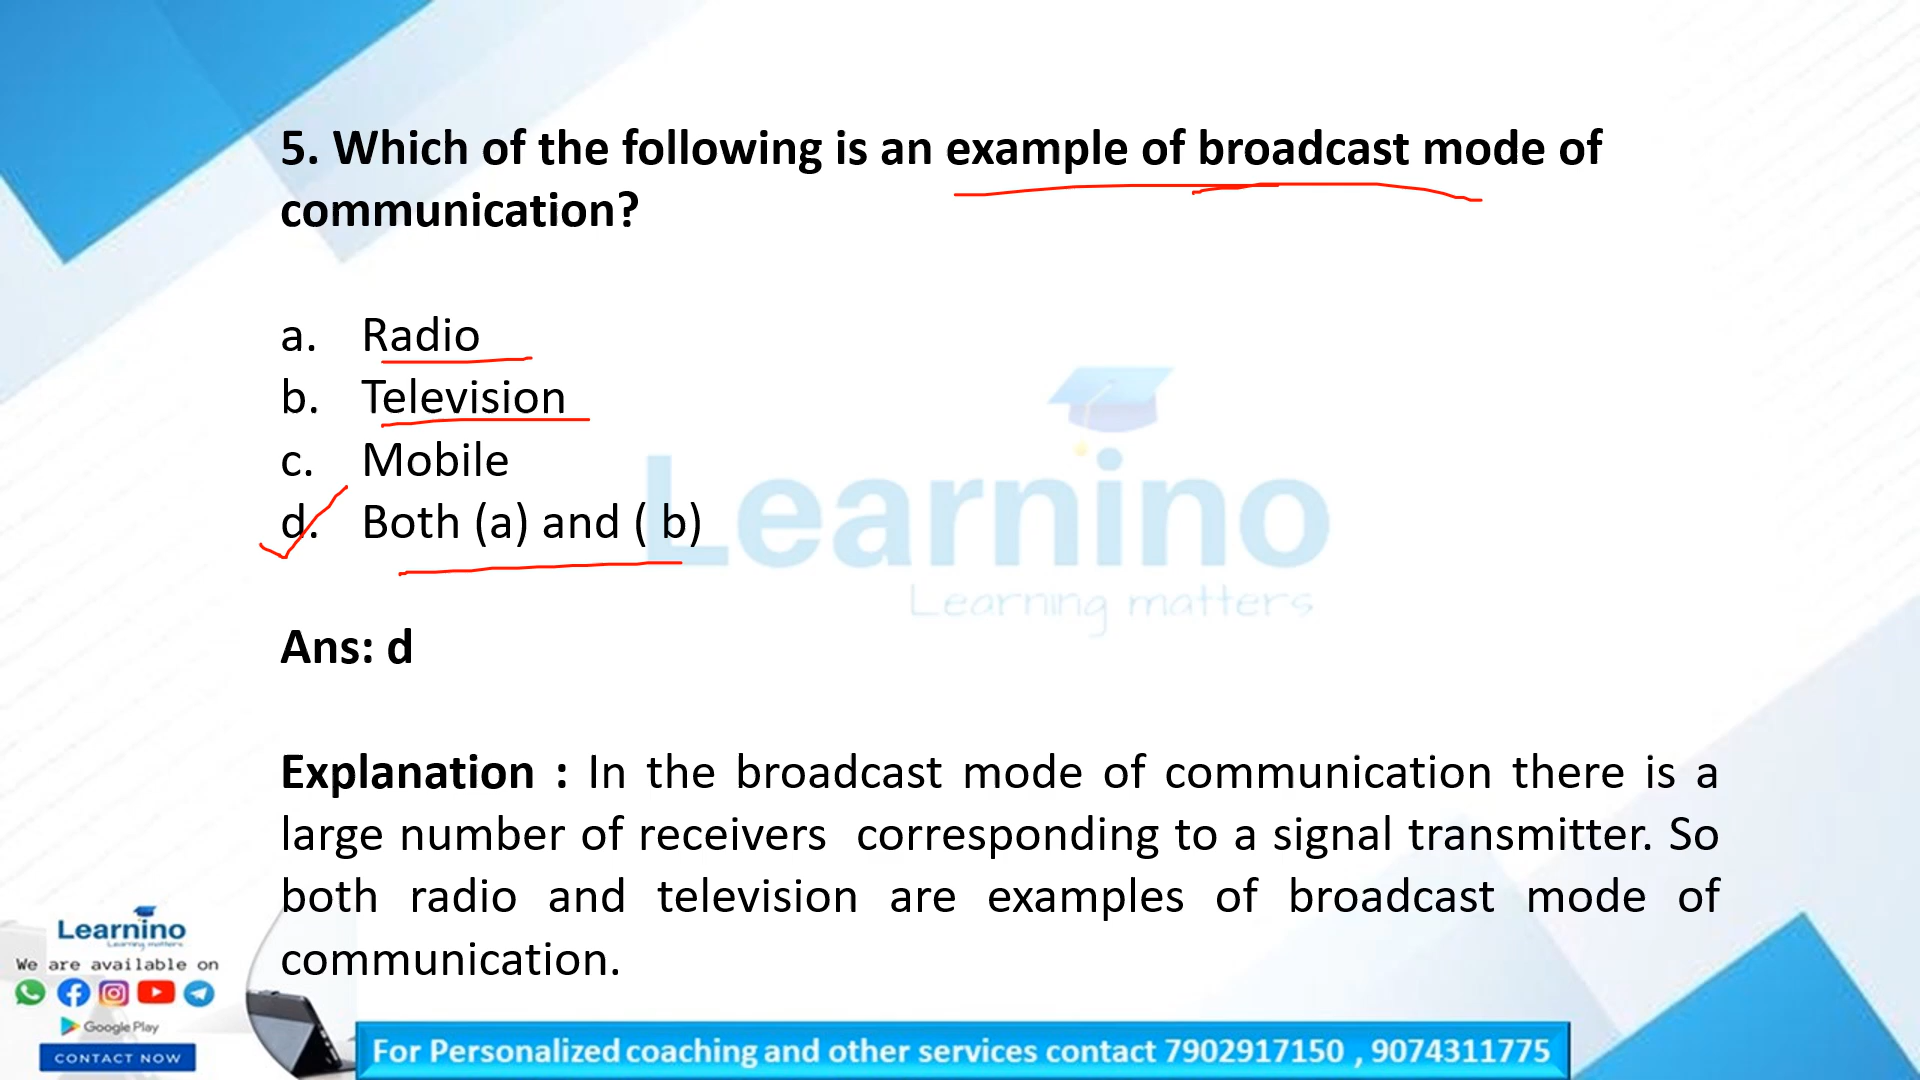 5. Which of the following is an example of broadcast mode of
communication?
a. Radio
b. Television
c. Mobile
d. Both (a) and ( b)
Learnino
Learning matters
Ans: d
Explanation : In the broadcast mode of communication there is a
large number of receivers corresponding to a signal transmitter. So
both radio and television are examples of broadcast mode of
communication.
Learnino
Learning matters
We are available on
Google Play
CONTACT NOW
For Personalized coaching and other services contact 7902917150 , 9074311775